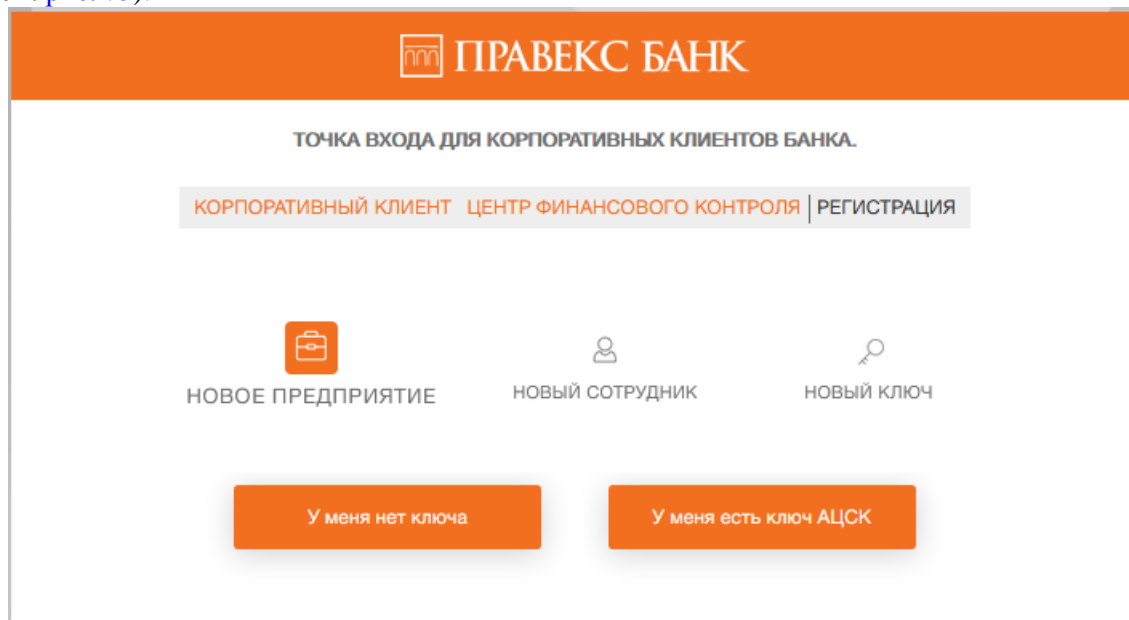 ПРАВЕКС БАНК
ТОЧКА ВХОДА ДЛЯ КОРПОРАТИВНЫХ КЛИЕНТОВ БАНКА.
КОРПОРАТИВНЫЙ КЛИЕНТ ЦЕНТР ФИНАНСОВОГО КОНТРОЛЯ РЕГИСТРАЦИЯ
НОВОЕ ПРЕДПРИЯТИЕ НОВЫЙ СОТРУДНИК НОВЫЙ КЛЮЧ
У меня нет ключа У меня есть ключ АЦСК